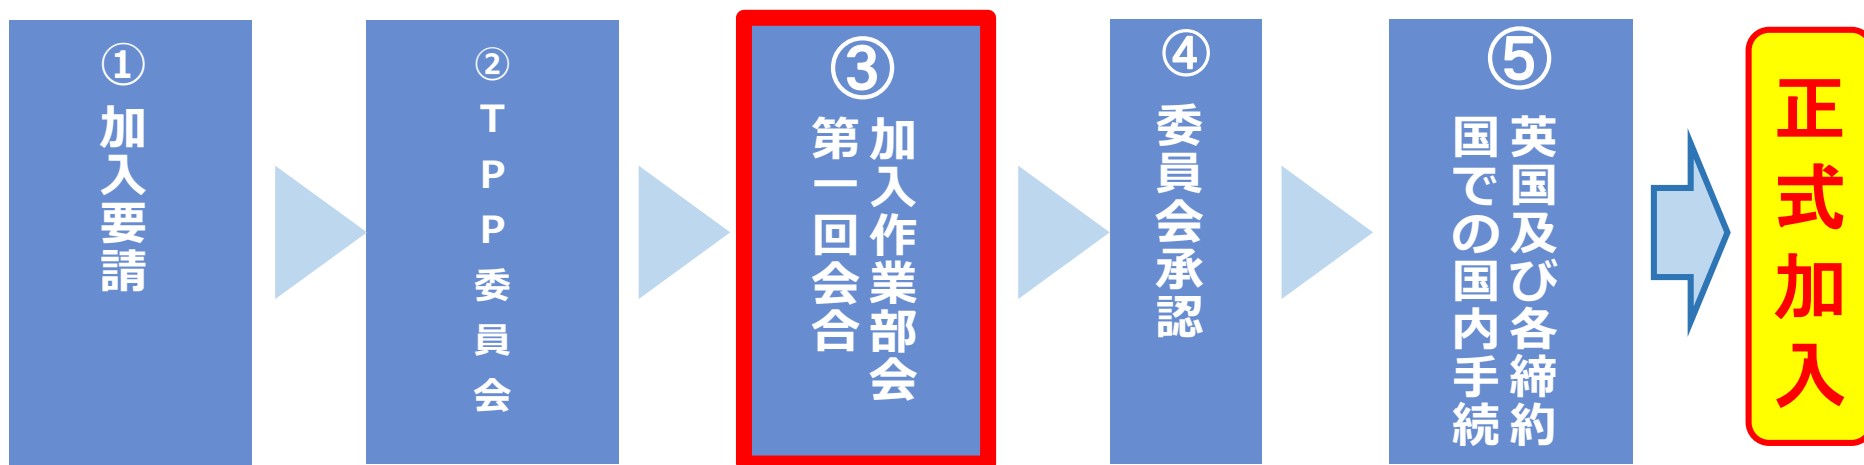 ①
加入要請
②
TPP委員会
③
加入作業部会
第一回会合
④
委員会承認
⑤
英国及び各締約
国での国内手続
正式加入